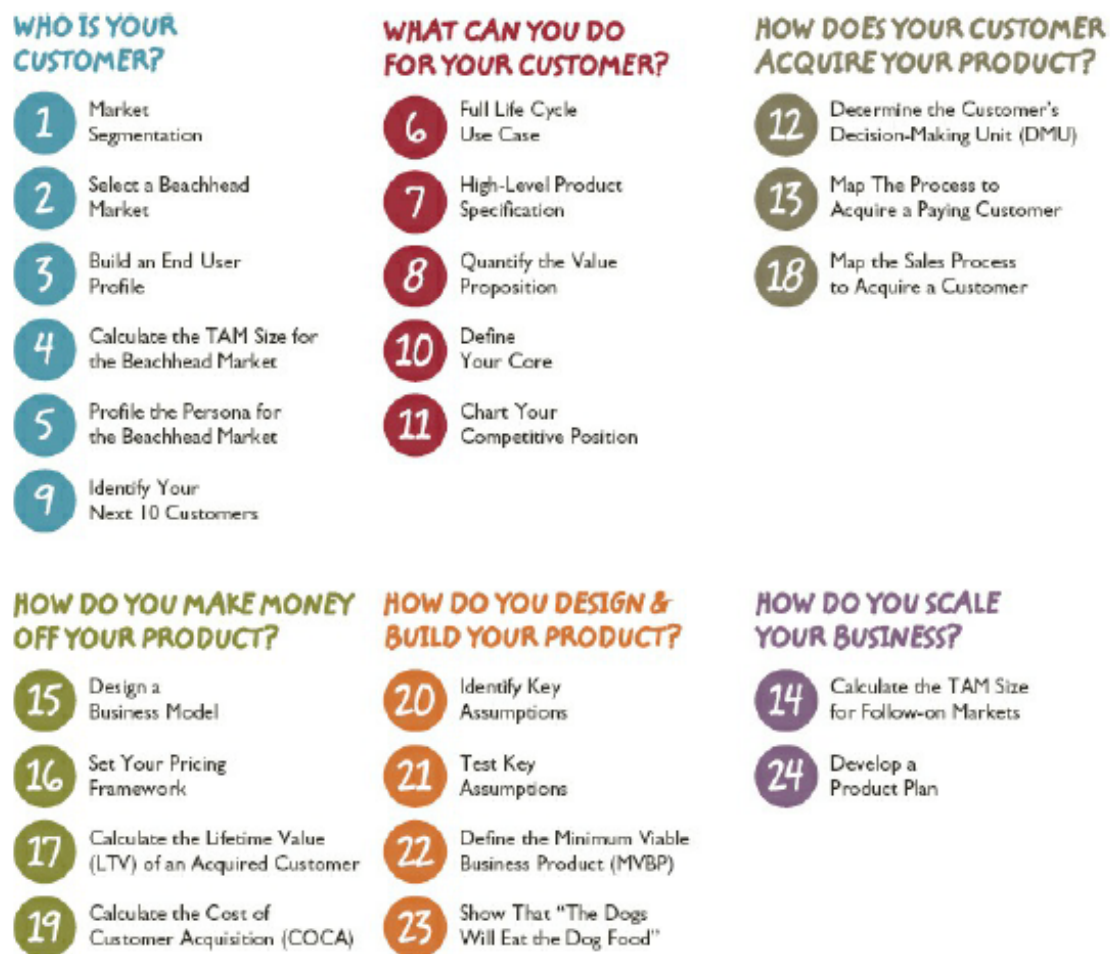 WHO IS YOUR
CUSTOMER?
1
Market
Segmentation
2
Select a Beachhead
Market
3
Build an End User
Profile
4
Calculate the TAM Size for
the Beachhead Market
5
Profile the Persona for
the Beachhead Market
9
Identify Your
Next 10 Customers
WHAT CAN YOU DO
FOR YOUR CUSTOMER?
6
Full Life Cycle
Use Case
7
High-Level Product
Specification
8
Quantify the Value
Proposition
10
Define
Your Core
11
Chart Your
Competitive Position
HOW DOES YOUR CUSTOMER
ACQUIRE YOUR PRODUCT?
12
Determine the Customer's
Decision-Making Unit (DMU)
13
Map The Process to
Acquire a Paying Customer
18
Map the Sales Process
to Acquire a Customer
HOW DO YOU MAKE MONEY
OFF YOUR PRODUCT?
15
Design a
Business Model
16
Set Your Pricing
Framework
17
Calculate the Lifetime Value
(LTV) of an Acquired Customer
19
Calculate the Cost of
Customer Acquisition (COCA)
HOW DO YOU DESIGN &
BUILD YOUR PRODUCT?
20
Identify Key
Assumptions
21
Test Key
Assumptions
22
Define the Minimum Viable
Business Product (MVBP)
23
Show That "The Dogs
Will Eat the Dog Food"
HOW DO YOU SCALE
YOUR BUSINESS?
14
Calculate the TAM Size
for Follow-on Markets
24
Develop a
Product Plan